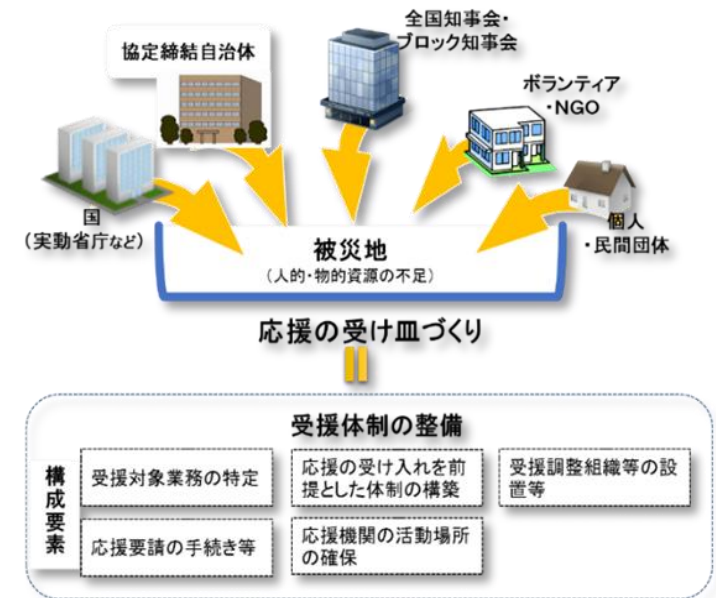 全国知事会・
ブロック知事会
協定締結自治体
ボランティア
・NGO
国
（実動省庁など）
個人
・民間団体
被災地
（人的・物的資源の不足）
応援の受け皿づくり
受援体制の整備
構成要素
受援対象業務の特定
応援の受け入れを前
提とした体制の構築
受援調整組織等の設
置等
応援要請の手続き等
応援機関の活動場所
の確保